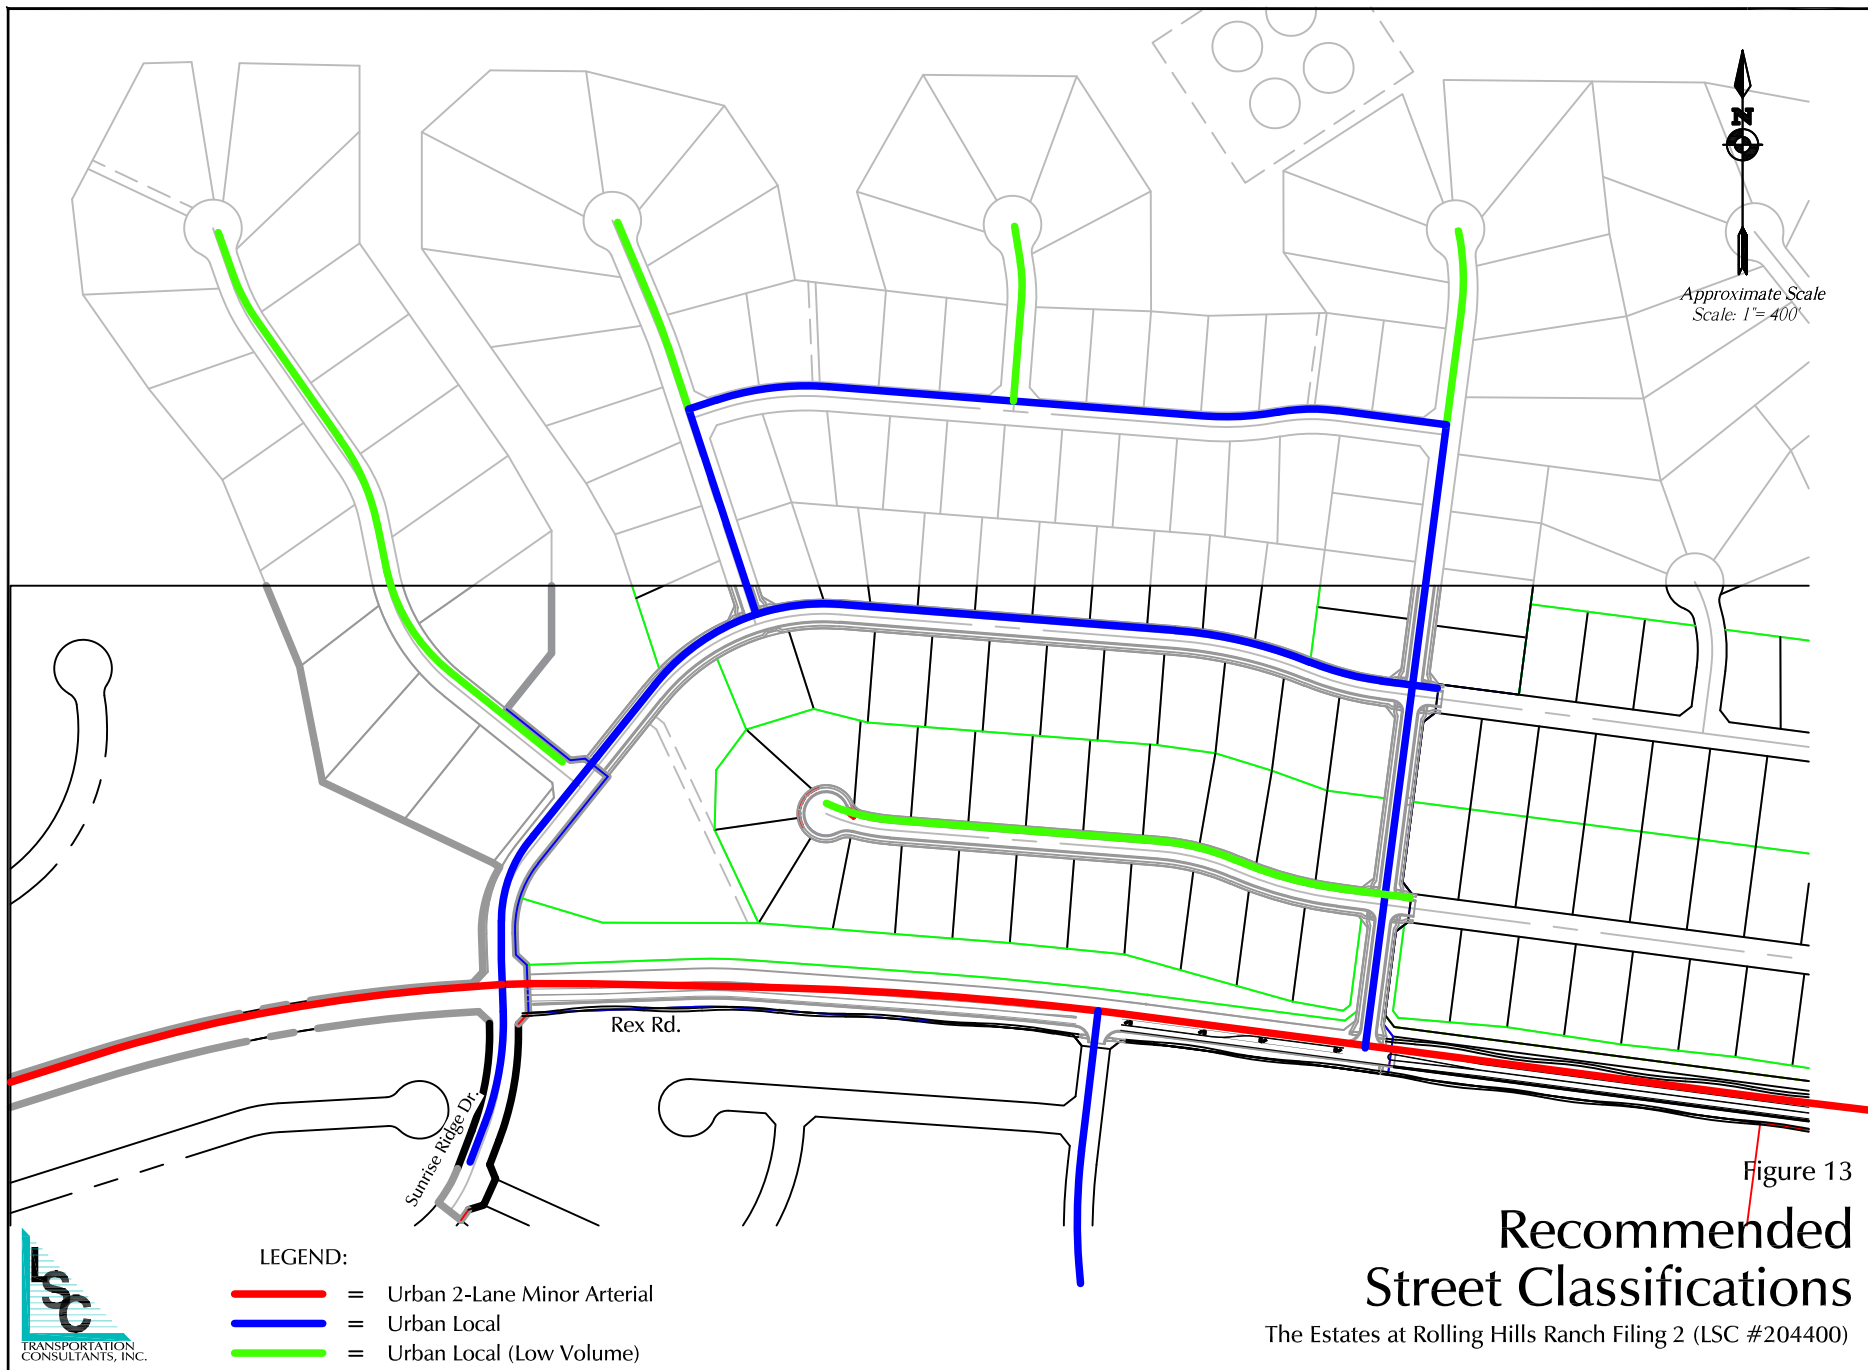 N
Approximate Scale
Scale: 1"= 400'
Rex Rd.
Sunrise Ridge Dr.
Figure 13
Recommended
Street Classifications
The Estates at Rolling Hills Ranch Filing 2 (LSC #204400)
LEGEND:
= Urban 2-Lane Minor Arterial
= Urban Local
= Urban Local (Low Volume)
LSC
TRANSPORTATION
CONSULTANTS, INC.